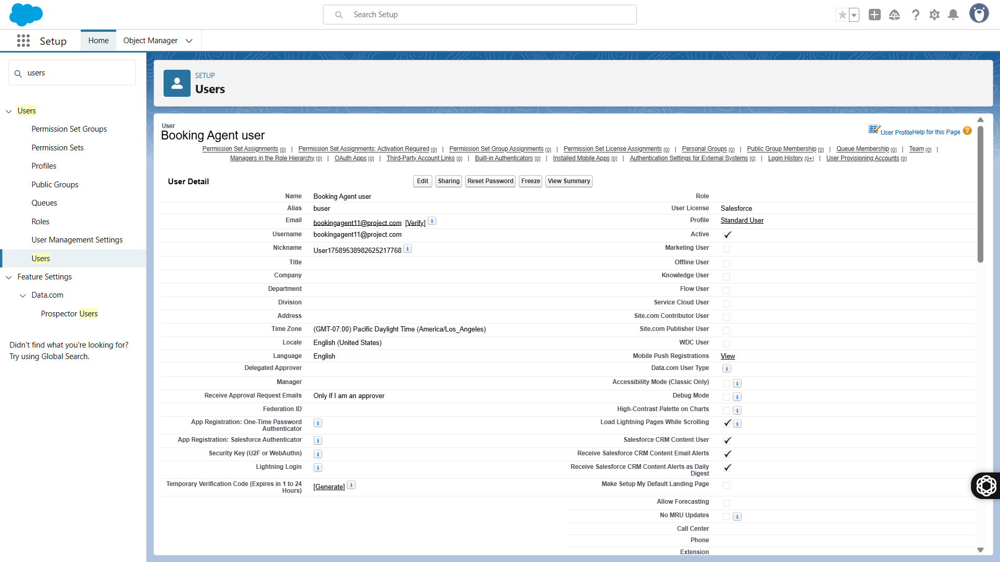 Search Setup
Setup
Home
Object Manager
users
Users
Permission Set Groups
Permission Sets
Profiles
Public Groups
Queues
Roles
User Management Settings
Users
Feature Settings
Data.com
Prospector Users
Didn't find what you're looking for?
Try using Global Search.
SETUP
Users
User
Booking Agent user
User Profile Help for this Page
Permission Set Assignments [0] | Permission Set Assignments: Activation Required [0] | Permission Set Group Assignments [0] | Permission Set License Assignments [0] | Personal Groups [0] | Public Group Membership [0] | Queue Membership [0] | Team [0] |
Managers in the Role Hierarchy [0] | OAuth Apps [0] | Third-Party Account Links [0] | Built-in Authenticators [0] | Installed Mobile Apps [0] | Authentication Settings for External Systems [0] | Login History [0+] | User Provisioning Accounts [0]
User Detail
Edit Sharing Reset Password Freeze View Summary
Name Booking Agent user
Alias buser
Email bookingagent11@project.com [Verify]
Username bookingagent11@project.com
Nickname User17589538982625217768
Title
Company
Department
Division
Address
Time Zone (GMT-07:00) Pacific Daylight Time (America/Los_Angeles)
Locale English (United States)
Language English
Delegated Approver
Manager
Receive Approval Request Emails Only if I am an approver
Federation ID
App Registration: One-Time Password
Authenticator
App Registration: Salesforce Authenticator
Security Key (U2F or WebAuthn)
Lightning Login
Temporary Verification Code (Expires in 1 to 24
Hours) [Generate]
Role
User License Salesforce
Profile Standard User
Active
Marketing User
Offline User
Knowledge User
Flow User
Service Cloud User
Site.com Contributor User
Site.com Publisher User
WDC User
Mobile Push Registrations View
Data.com User Type
Accessibility Mode (Classic Only)
Debug Mode
High-Contrast Palette on Charts
Load Lightning Pages While Scrolling
Salesforce CRM Content User
Receive Salesforce CRM Content Email Alerts
Receive Salesforce CRM Content Alerts as Daily
Digest
Make Setup My Default Landing Page
Allow Forecasting
No MRU Updates
Call Center
Phone
Extension